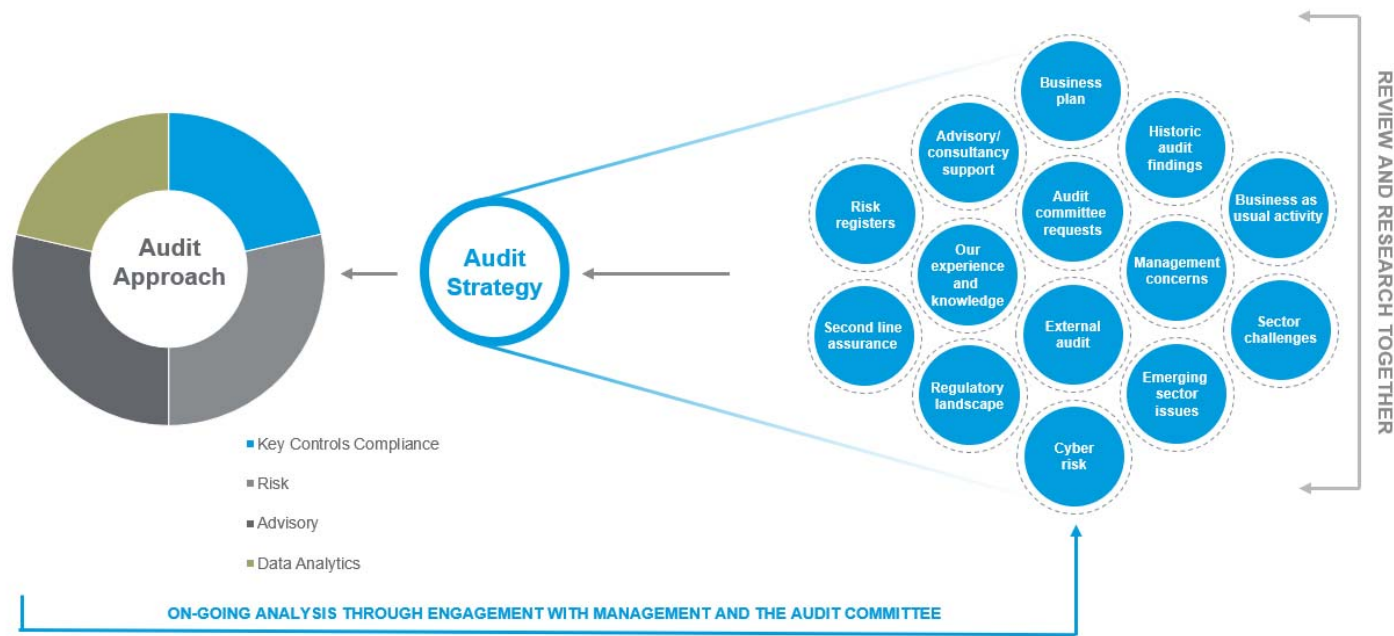 Audit
Approach
Key Controls Compliance
Risk
Advisory
Data Analytics
Audit
Strategy
Business
plan
Advisory/
consultancy
support
Historic
audit
findings
Risk
registers
Audit
committee
requests
Business as
usual activity
Our
experience
and
knowledge
Management
concerns
Second line
assurance
External
audit
Sector
challenges
Regulatory
landscape
Emerging
sector
issues
Cyber
risk
REVIEW AND RESEARCH TOGETHER
ON-GOING ANALYSIS THROUGH ENGAGEMENT WITH MANAGEMENT AND THE AUDIT COMMITTEE